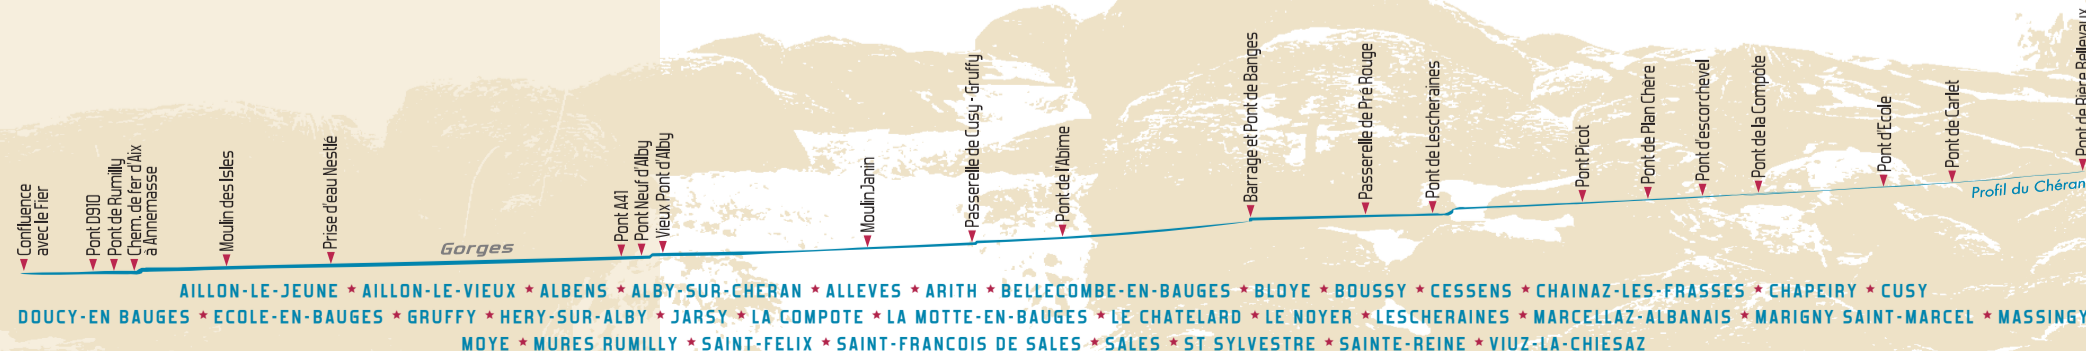 Confluence
avec le Fier
Pont D910
Pont de Rumilly
Chem. de fer d'Aix
à Annemasse
Moulin des Isles
Prise d'eau Nestlé
Gorges
Pont A41
Pont Neuf d'Alby
Vieux Pont d'Alby
Moulin Janin
Passerelle de Cusy - Gruffy
Pont de l'Abime
Barrage et Pont de Banges
Passerelle de Pré Rouge
Pont de Lescheraines
Pont Picot
Pont de Plan Chère
Pont d'escorchevel
Pont de la Compôte
Pont d'Ecole
Pont de Carlet
Pont de Rière Bellevaux
Profil du Chéran
AILLON-LE-JEUNE ★ AILLON-LE-VIEUX ★ ALBENS ★ ALBY-SUR-CHERAN ★ ALLEVES ★ ARITH ★ BELLECOMBE-EN-BAUGES ★ BLOYE ★ BOUSSY ★ CESSENS ★ CHAINAZ-LES-FRASSES ★ CHAPEIRY ★ CUSY
DOUCY-EN BAUGES ★ ECOLE-EN-BAUGES ★ GRUFFY ★ HERY-SUR-ALBY ★ JARSY ★ LA COMPOTE ★ LA MOTTE-EN-BAUGES ★ LE CHATELARD ★ LE NOYER ★ LESCHERAINES ★ MARCELLAZ-ALBANAIS ★ MARIGNY SAINT-MARCEL ★ MASSINGY
MOYE ★ MURES RUMILLY ★ SAINT-FELIX ★ SAINT-FRANCOIS DE SALES ★ SALES ★ ST SYLVESTRE ★ SAINTE-REINE ★ VIUZ-LA-CHIESAZ